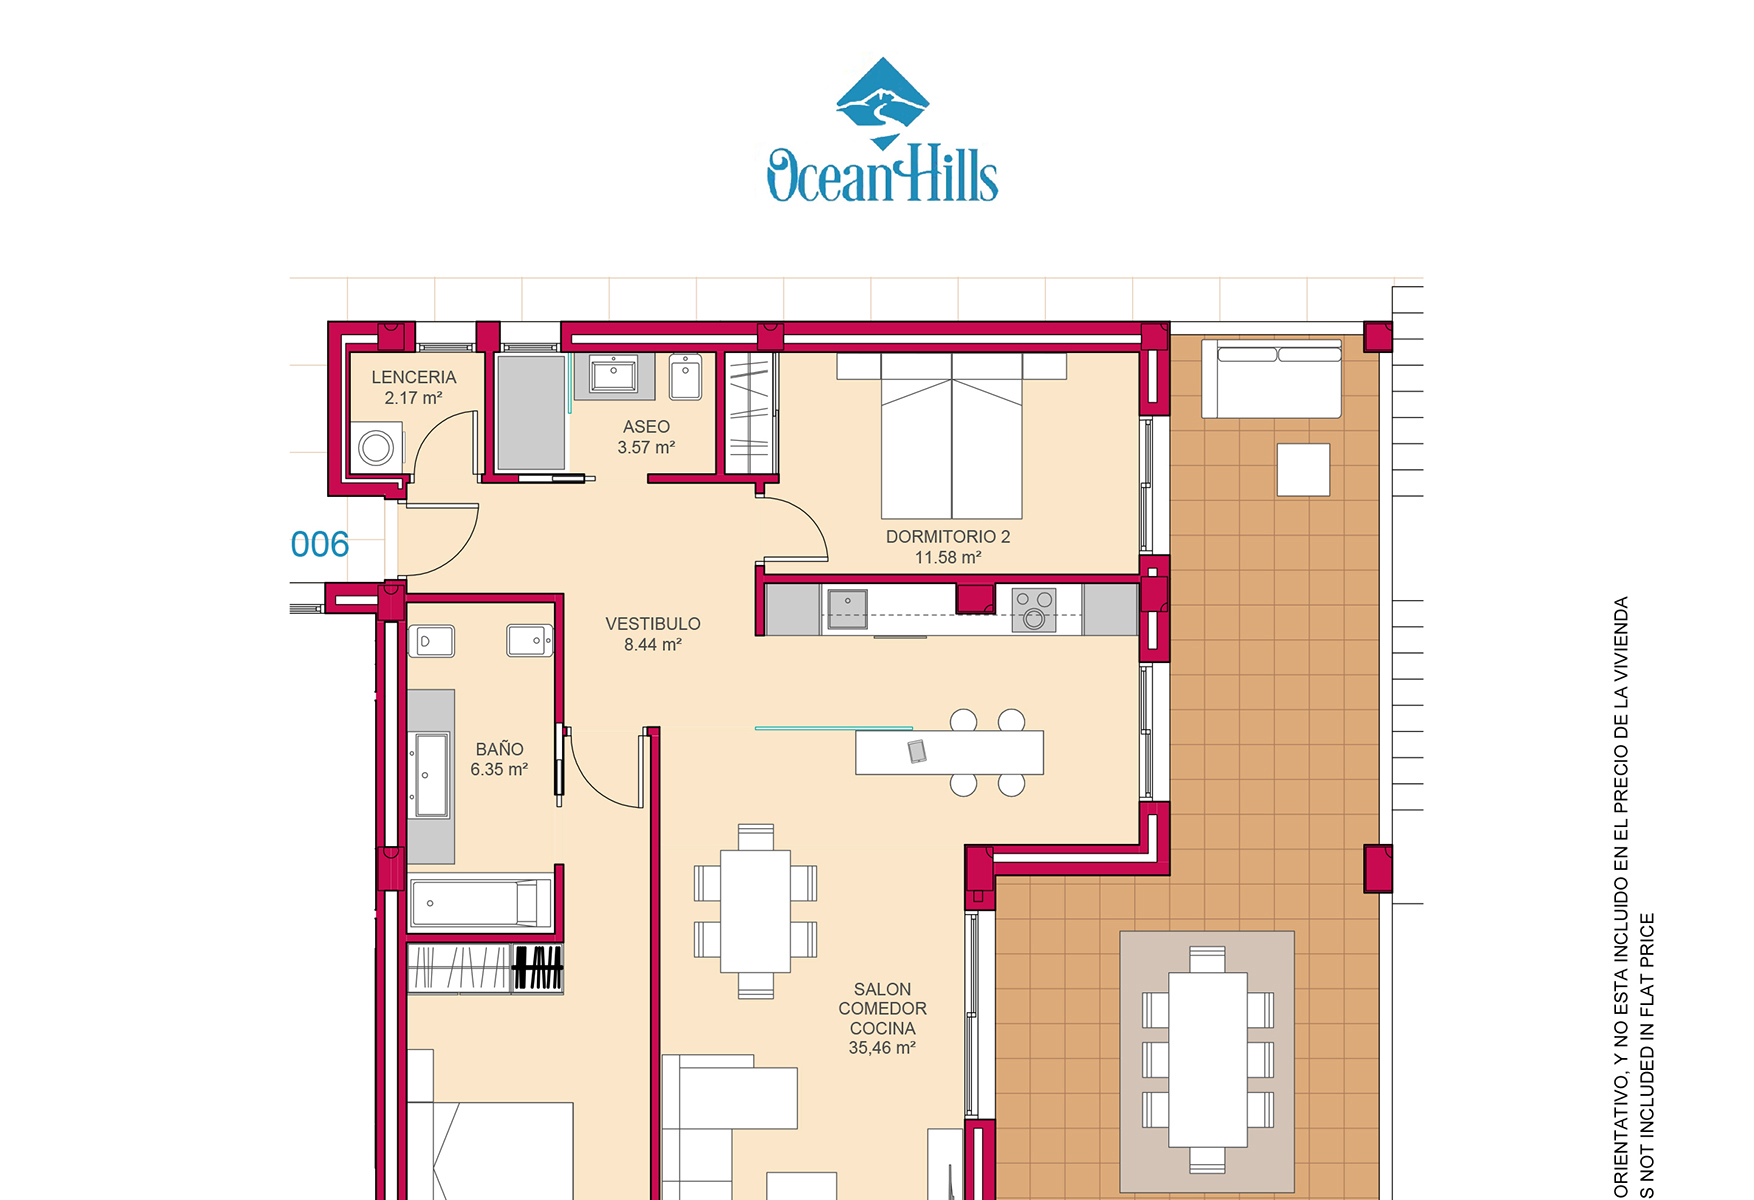 Ocean Hills
LENCERIA
2.17 m²
ASEO
3.57 m²
DORMITORIO 2
11.58 m²
006
VESTIBULO
8.44 m²
BAÑO
6.35 m²
SALON
COMEDOR
COCINA
35,46 m²
ORIENTATIVO, Y NO ESTA INCLUIDO EN EL PRECIO DE LA VIVIENDA
S NOT INCLUDED IN FLAT PRICE